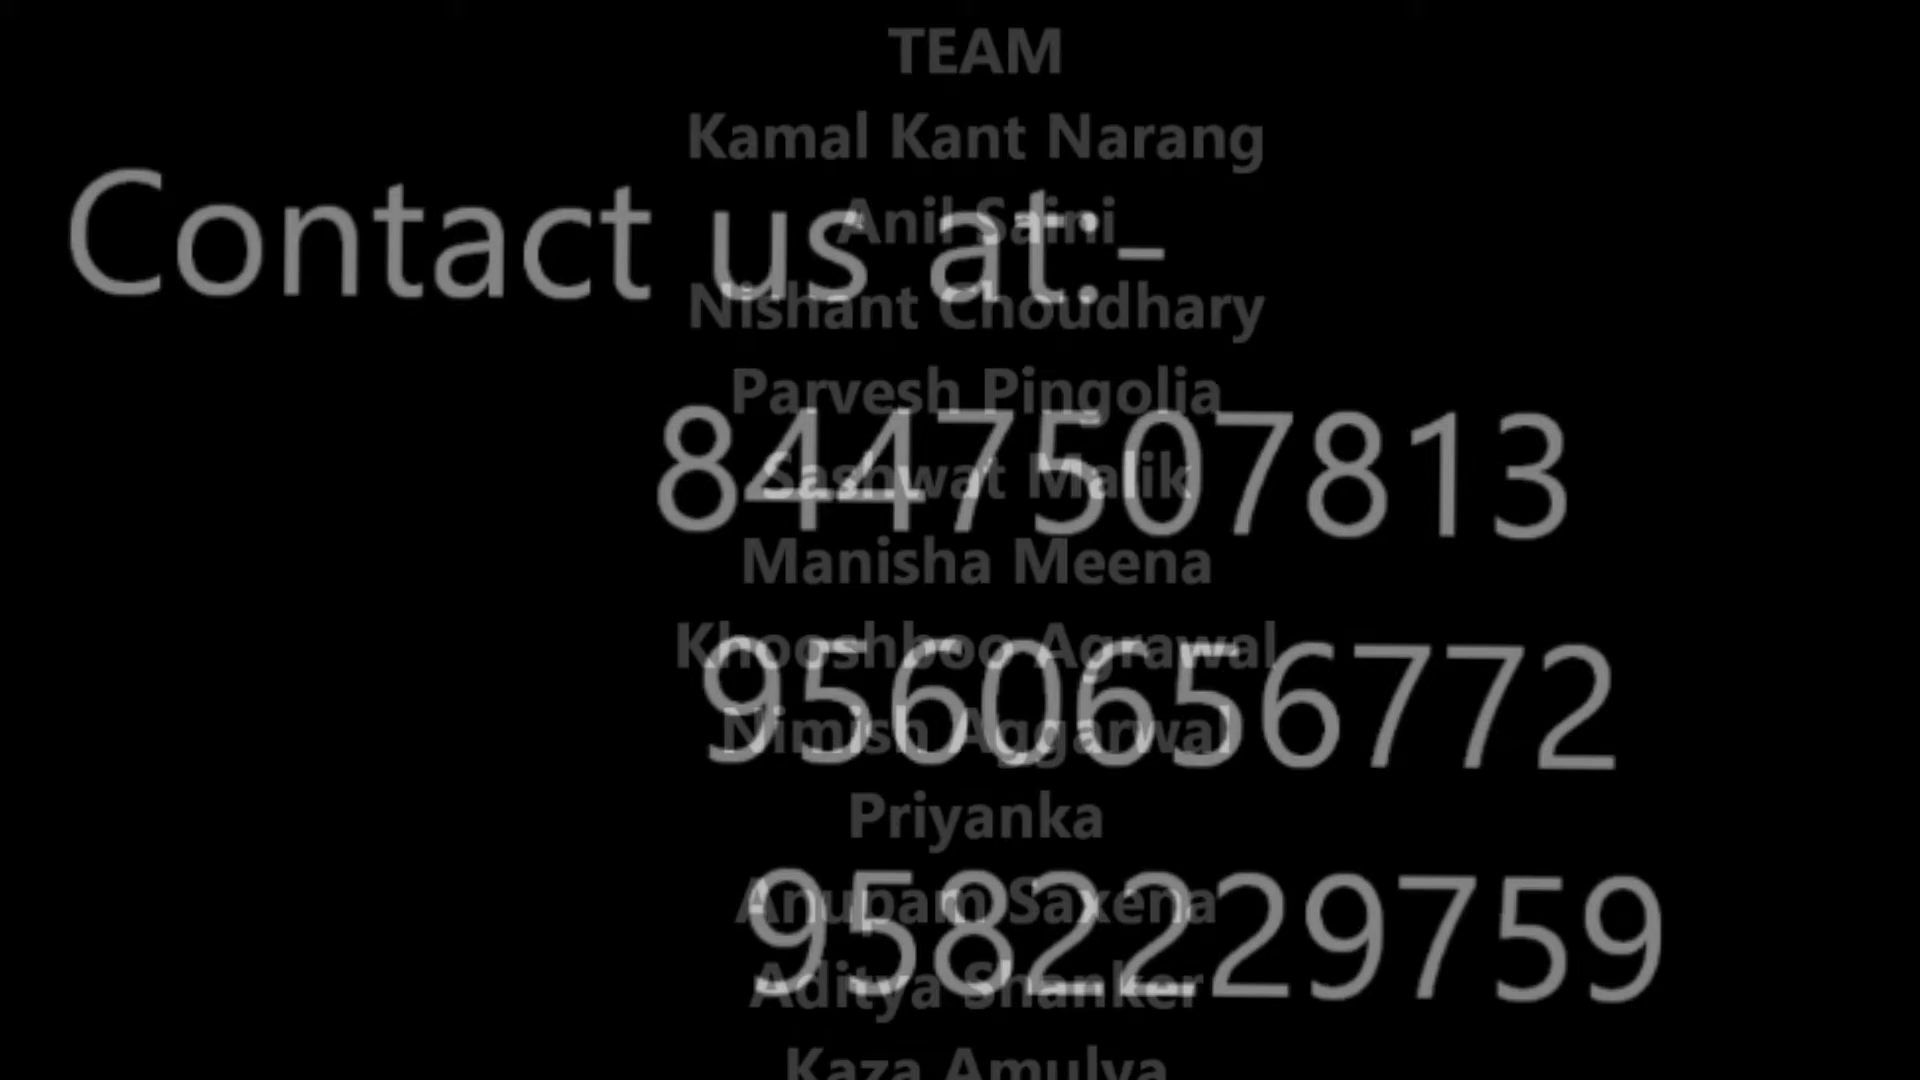 TEAM
Kamal Kant Narang
Contact us at:-
Anil Saini
Nishant Choudhary
Parvesh Pingolia
8447507813
Sashwat Malik
Manisha Meena
Khooshboo Agrawal
9560656772
Nimish Aggarwal
Priyanka
Anupam Saxena
9582229759
Aditya Shanker
Kaza Amulya